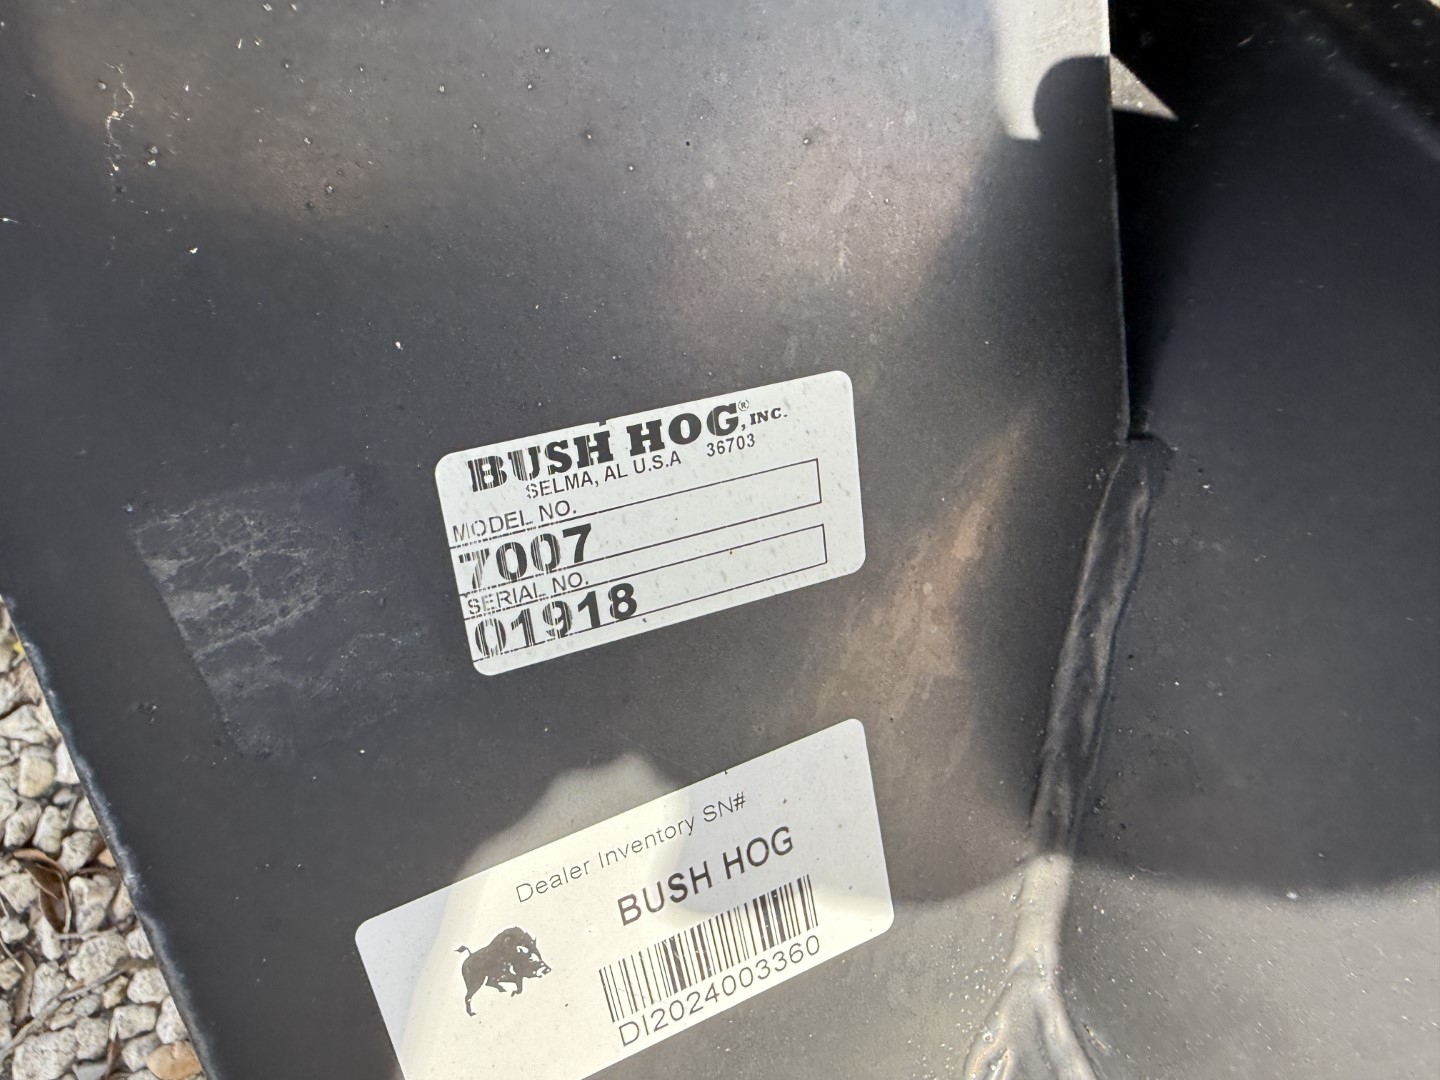 BUSH HOG®, INC.
SELMA, AL U.S.A 36703
MODEL NO.
7007
SERIAL NO.
01918
Dealer Inventory SN#
BUSH HOG
DI2024003360